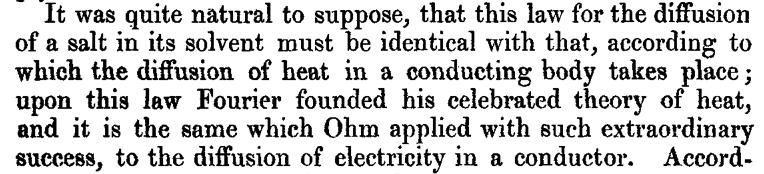 It was quite natural to suppose, that this law for the diffusion
of a salt in its solvent must be identical with that, according to
which the diffusion of heat in a conducting body takes place;
upon this law Fourier founded his celebrated theory of heat,
and it is the same which Ohm applied with such extraordinary
success, to the diffusion of electricity in a conductor. Accord-